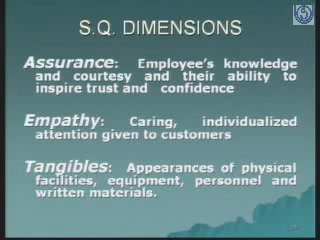 S.Q. DIMENSIONS
Assurance: Employee's knowledge
and courtesy and their ability to
inspire trust and confidence
Empathy: Caring, individualized
attention given to customers
Tangibles: Appearances of physical
facilities, equipment, personnel and
written materials.